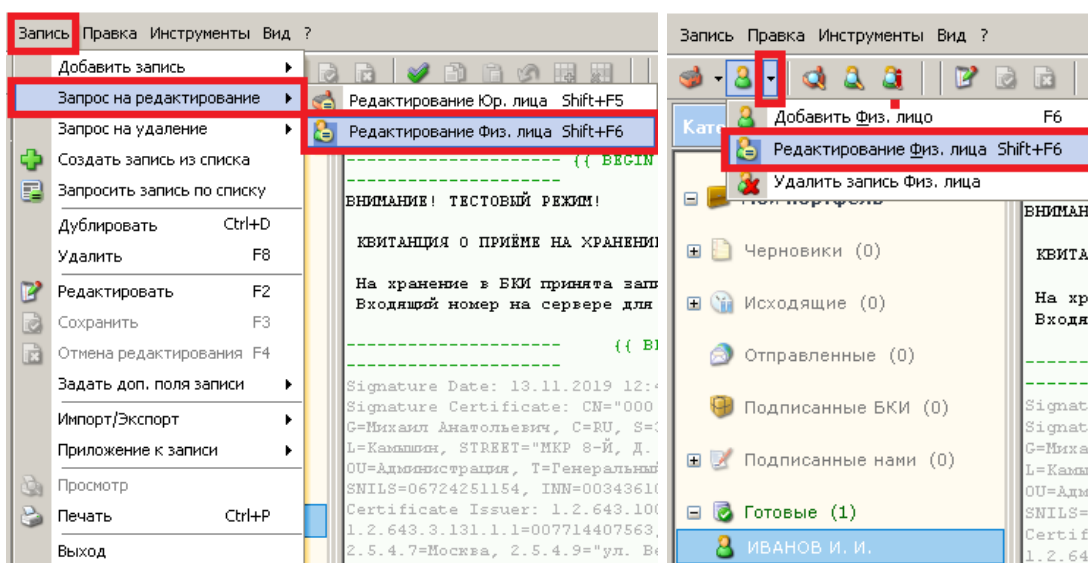 Запись Правка Инструменты Вид ?
Добавить запись
Запрос на редактирование
Запрос на удаление
Создать запись из списка
Запросить запись по списку
Дублировать Ctrl+D
Удалить F8
Редактировать F2
Сохранить F3
Отмена редактирования F4
Задать доп. поля записи
Импорт/Экспорт
Приложение к записи
Просмотр
Печать Ctrl+P
Выход
Редактирование Юр. лица Shift+F5
Редактирование Физ. лица Shift+F6
-------------------- {{ BEGIN
--------------------
ВНИМАНИЕ! ТЕСТОВЫЙ РЕЖИМ!
КВИТАНЦИЯ О ПРИЁМЕ НА ХРАНЕНИ
На хранение в БКИ принята зап
Входящий номер на сервере для
-------------------- {{ B
--------------------
Signature Date: 13.11.2019 12:
Signature Certificate: CN="ООО
G=Михаил Анатольевич, C=RU, S=
L=Камышин, STREET="МКР 8-Й, Д.
OU=Администрация, T=Генеральный
SNILS=06724251154, INN=00343610
Certificate Issuer: 1.2.643.100
1.2.643.3.131.1.1=007714407563,
2.5.4.7=Москва, 2.5.4.9="ул. Ве
Запись Правка Инструменты Вид ?
Добавить Физ. лицо F6
Редактирование Физ. лица Shift+F6
Удалить запись Физ. лица
Кат
Мой портфель
Черновики (0)
Исходящие (0)
Отправленные (0)
Подписанные БКИ (0)
Подписанные нами (0)
Готовые (1)
ИВАНОВ И. И.
ВНИМАН
КВИТА
На хр
Входя
Signat
Signat
G=Миха
L=Камы
OU=Адм
SNILS=
Certif
1.2.64